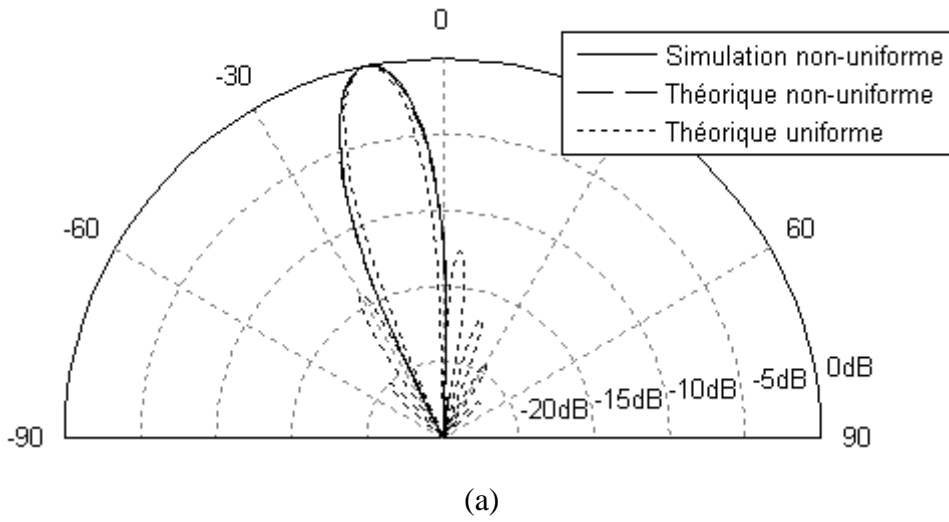 0
-30
-60
-90
60
90
Simulation non-uniforme
Théorique non-uniforme
Théorique uniforme
-20dB
-15dB
-10dB
-5dB
0dB
(a)